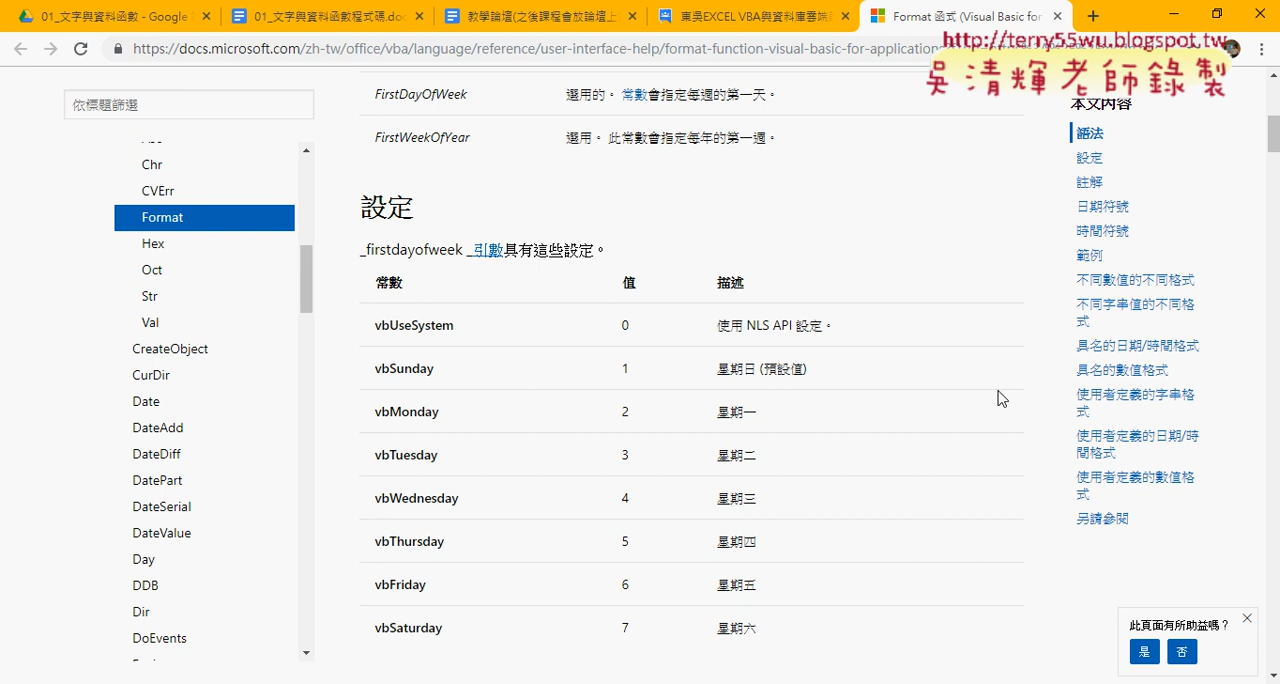 01_文字與資料函數 - Google
01_文字與資料函數程式碼.doc
教學論壇(之後課程會放論壇上
東吳EXCEL VBA與資料庫雲端
Format 函式 (Visual Basic for
https://docs.microsoft.com/zh-tw/office/vba/language/reference/user-interface-help/format-function-visual-basic-for-applications
http://terry55wu.blogspot.tw
吳清輝老師錄製
依標題篩選
Chr
CVErr
Format
Hex
Oct
Str
Val
CreateObject
CurDir
Date
DateAdd
DateDiff
DatePart
DateSerial
DateValue
Day
DDB
Dir
DoEvents
FirstDayOfWeek 選用的。 常數會指定每週的第一天。
FirstWeekOfYear 選用。 此常數會指定每年的第一週。
設定
_firstdayofweek _引數具有這些設定。
常數 值 描述
vbUseSystem 0 使用 NLS API 設定。
vbSunday 1 星期日 (預設值)
vbMonday 2 星期一
vbTuesday 3 星期二
vbWednesday 4 星期三
vbThursday 5 星期四
vbFriday 6 星期五
vbSaturday 7 星期六
本文內容
語法
設定
註解
日期符號
時間符號
範例
不同數值的不同格式
不同字串值的不同格
式
具名的日期/時間格式
具名的數值格式
使用者定義的字串格
式
使用者定義的日期/時
間格式
使用者定義的數值格
式
另請參閱
此頁面有所助益嗎？
是
否